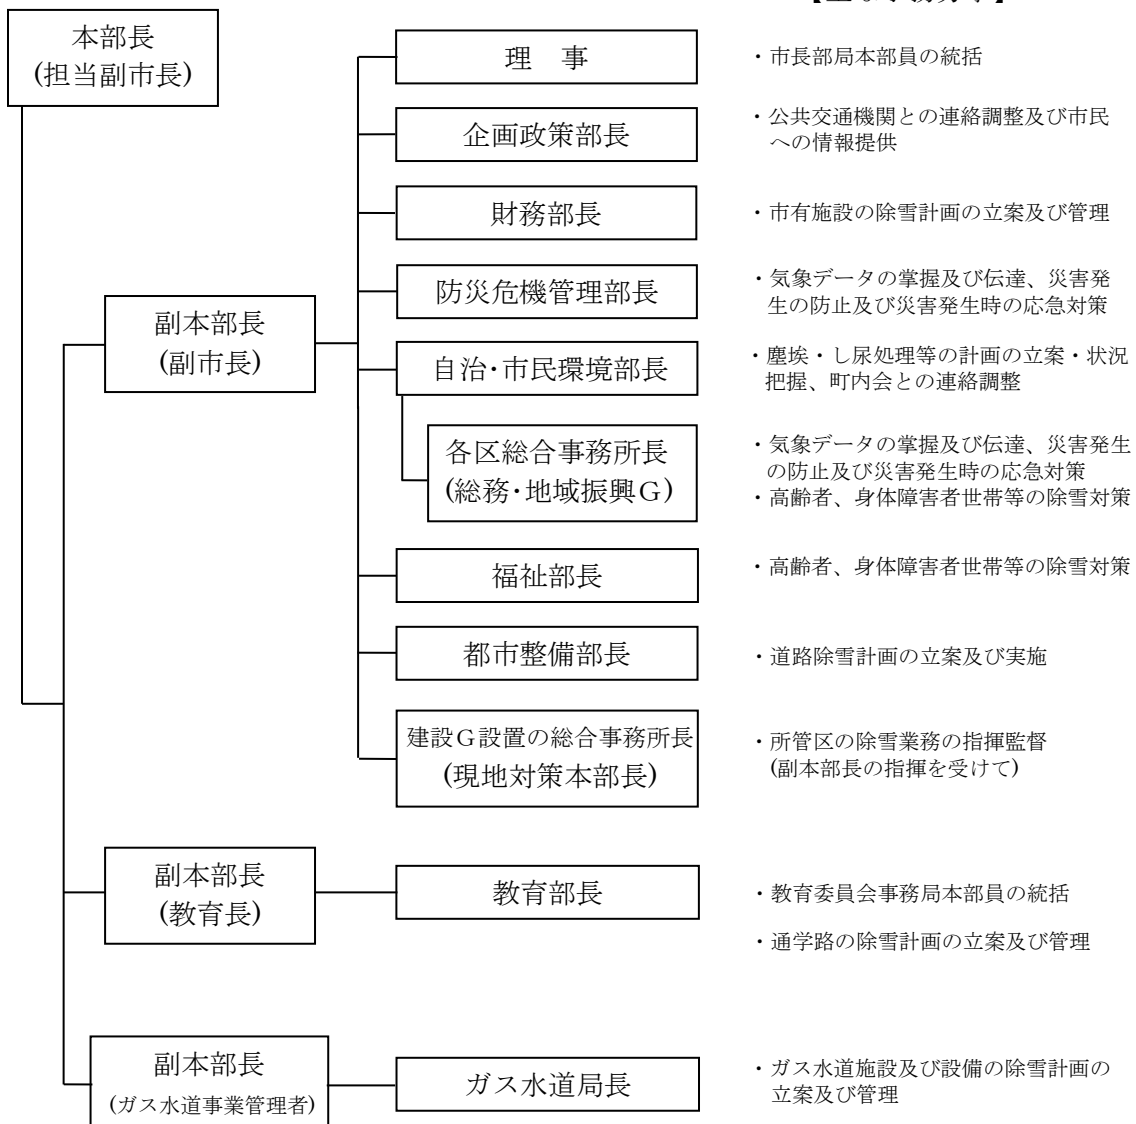 本部長
(担当副市長)
理　事
・市長部局本部員の統括
企画政策部長
・公共交通機関との連絡調整及び市民
への情報提供
財務部長
・市有施設の除雪計画の立案及び管理
副本部長
(副市長)
防災危機管理部長
・気象データの掌握及び伝達、災害発
生の防止及び災害発生時の応急対策
自治・市民環境部長
・塵埃・し尿処理等の計画の立案・状況
把握、町内会との連絡調整
各区総合事務所長
(総務・地域振興Ｇ)
・気象データの掌握及び伝達、災害発生
の防止及び災害発生時の応急対策
・高齢者、身体障害者世帯等の除雪対策
福祉部長
・高齢者、身体障害者世帯等の除雪対策
都市整備部長
・道路除雪計画の立案及び実施
建設Ｇ設置の総合事務所長
(現地対策本部長)
・所管区の除雪業務の指揮監督
(副本部長の指揮を受けて)
副本部長
(教育長)
教育部長
・教育委員会事務局本部員の統括
・通学路の除雪計画の立案及び管理
副本部長
(ガス水道事業管理者)
ガス水道局長
・ガス水道施設及び設備の除雪計画の
立案及び管理